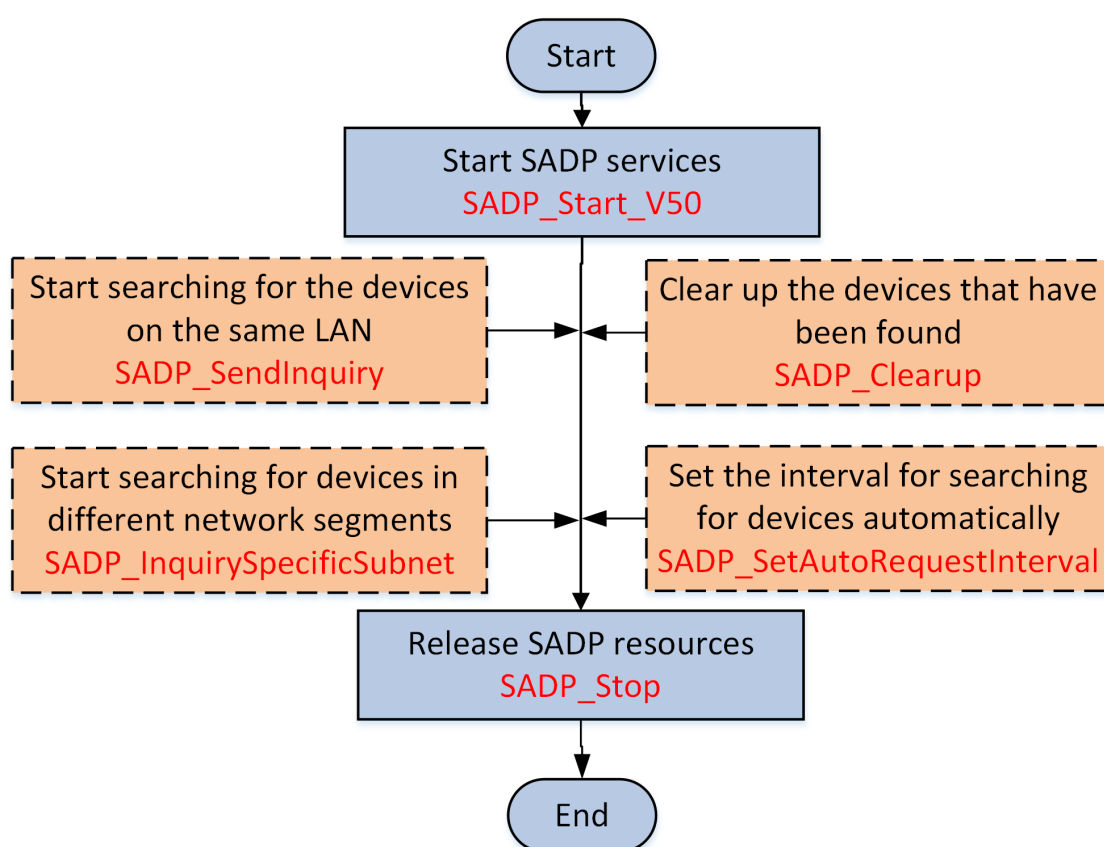 Start
Start SADP services
SADP_Start_V50
Start searching for the devices
on the same LAN
SADP_SendInquiry
Clear up the devices that have
been found
SADP_Clearup
Start searching for devices in
different network segments
SADP_InquirySpecificSubnet
Set the interval for searching
for devices automatically
SADP_SetAutoRequestInterval
Release SADP resources
SADP_Stop
End